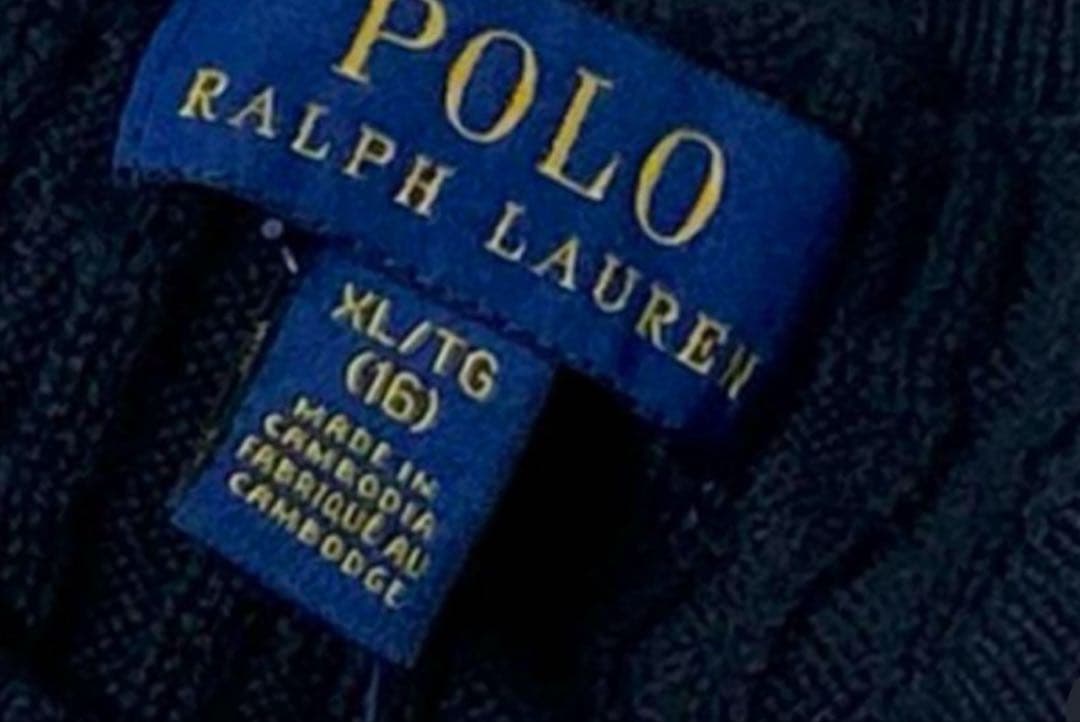 POLO
RALPH LAUREN
XL/TG
(16)
MADE IN
CAMBODIA
FABRIQUÉ AU
CAMBODGE